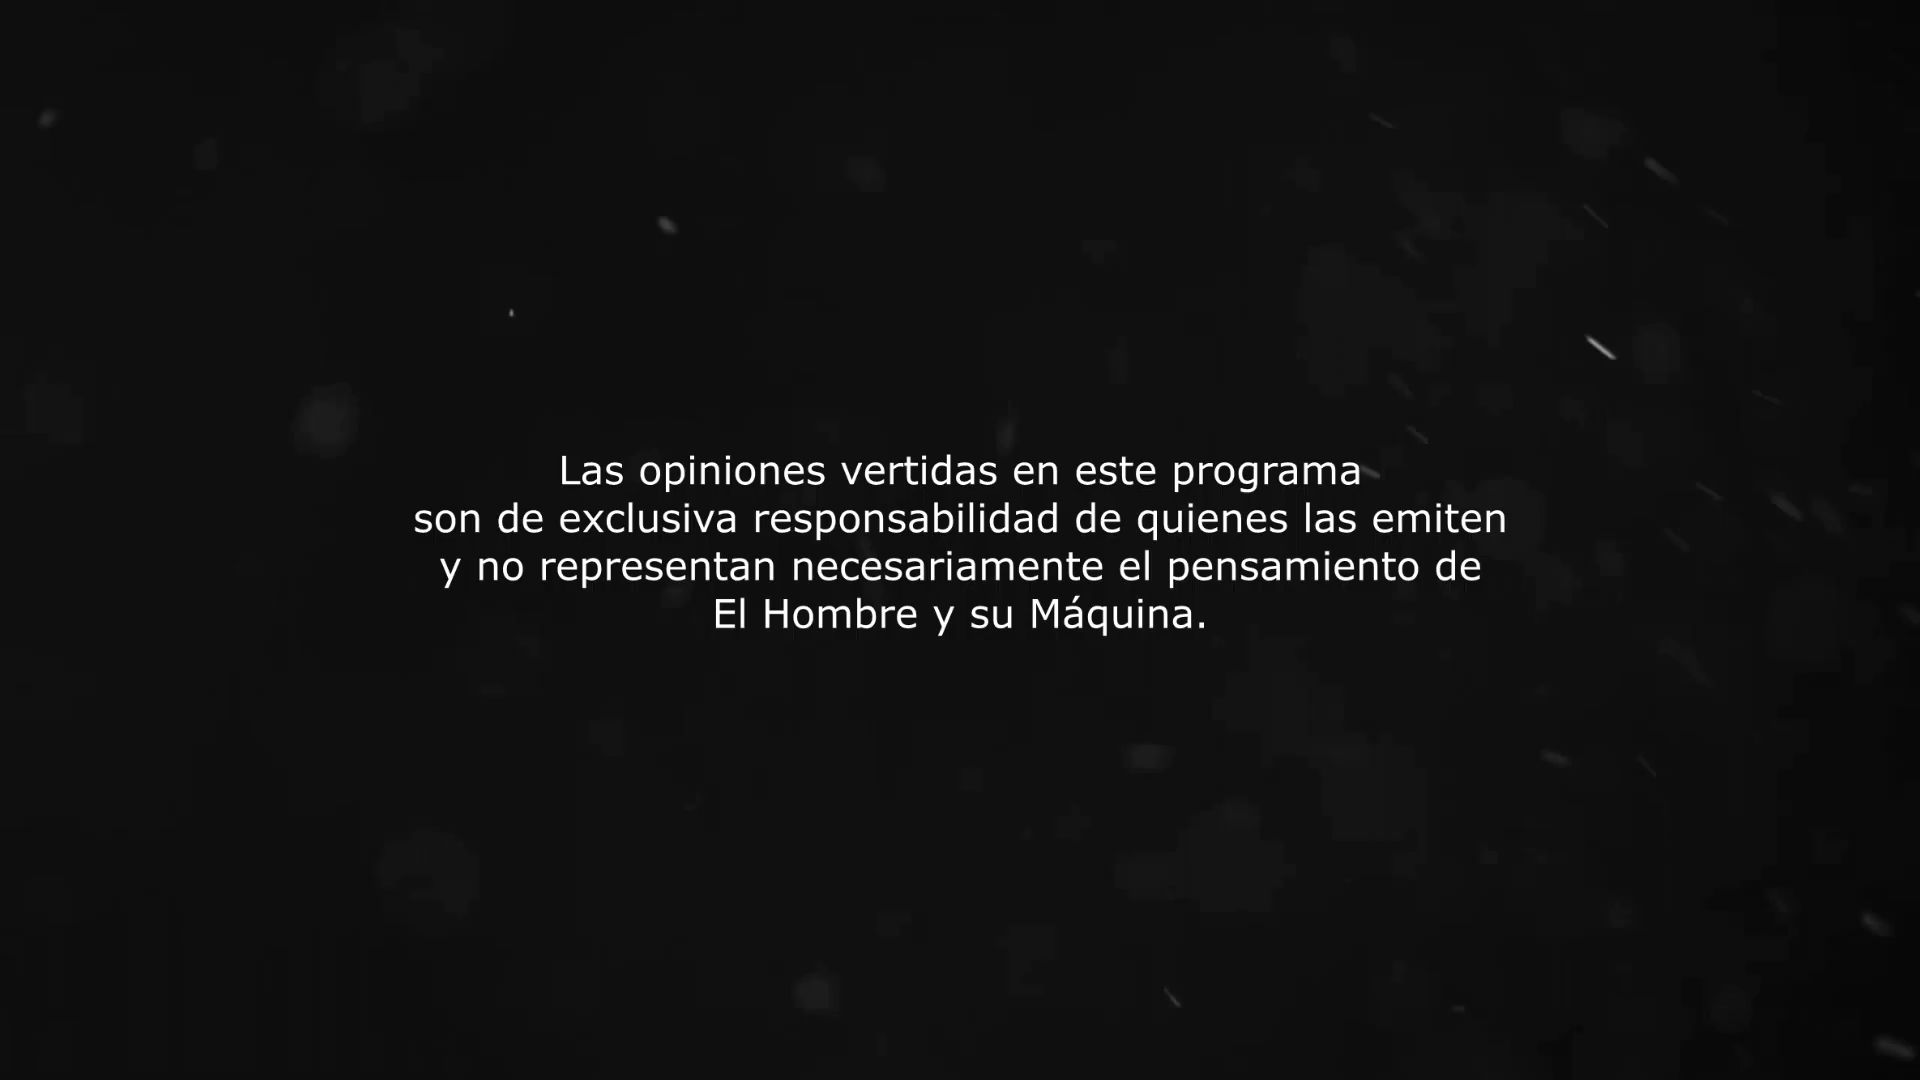 Las opiniones vertidas en este programa
son de exclusiva responsabilidad de quienes las emiten
y no representan necesariamente el pensamiento de
El Hombre y su Máquina.